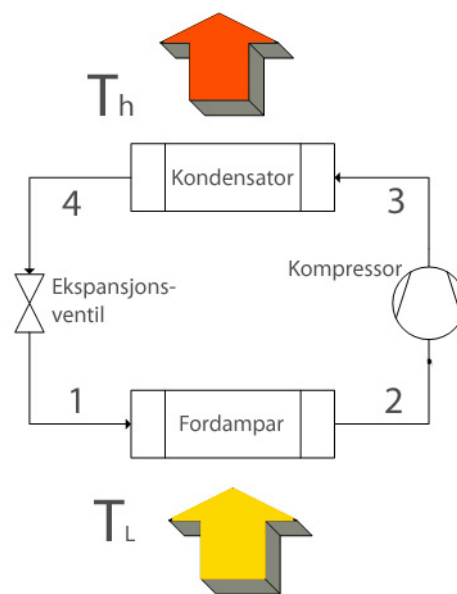 Th
Kondensator
4
3
Kompressor
Ekspansjons-
ventil
1
2
Fordampar
TL